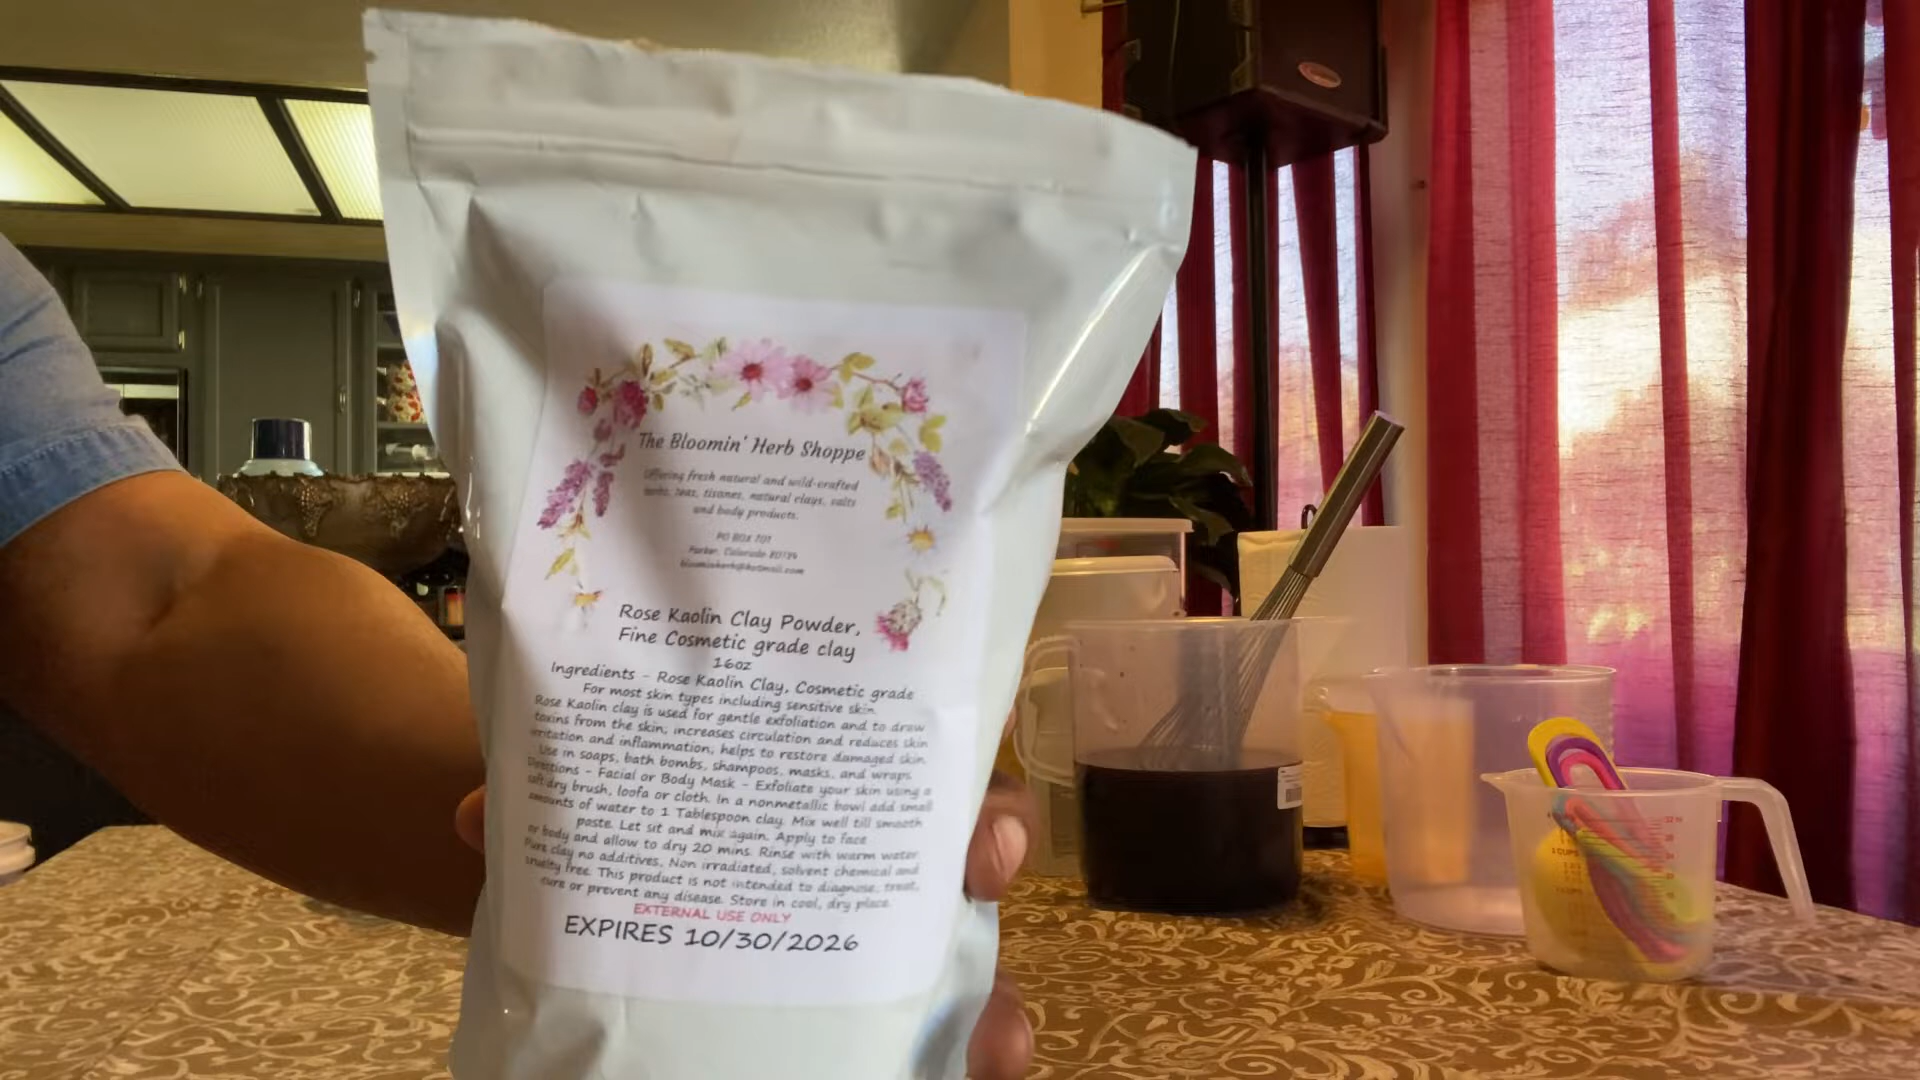 The Bloomin' Herb Shoppe
Offering fresh natural and wild-crafted
herbs, teas, tisanes, natural clays, salts
and body products.
PO BOX 701
Parker, Colorado
bloominherb@hotmail.com
Rose Kaolin Clay Powder,
Fine Cosmetic grade clay
16oz
Ingredients - Rose Kaolin Clay, Cosmetic grade
For most skin types including sensitive skin.
Rose Kaolin clay is used for gentle exfoliation and to draw
toxins from the skin; increases circulation and reduces skin
irritation and inflammation; helps to restore damaged skin.
Use in soaps, bath bombs, shampoos, masks, and wraps.
Directions - Facial or Body Mask - Exfoliate your skin using a
soft dry brush, loofa or cloth. In a nonmetallic bowl add small
amounts of water to 1 Tablespoon clay. Mix well till smooth
paste. Let sit and mix again. Apply to face
or body and allow to dry 20 mins. Rinse with warm water.
Pure clay no additives, Non irradiated, solvent chemical and
cruelty free. This product is not intended to diagnose, treat,
cure or prevent any disease. Store in cool, dry place.
EXTERNAL USE ONLY
EXPIRES 10/30/2026